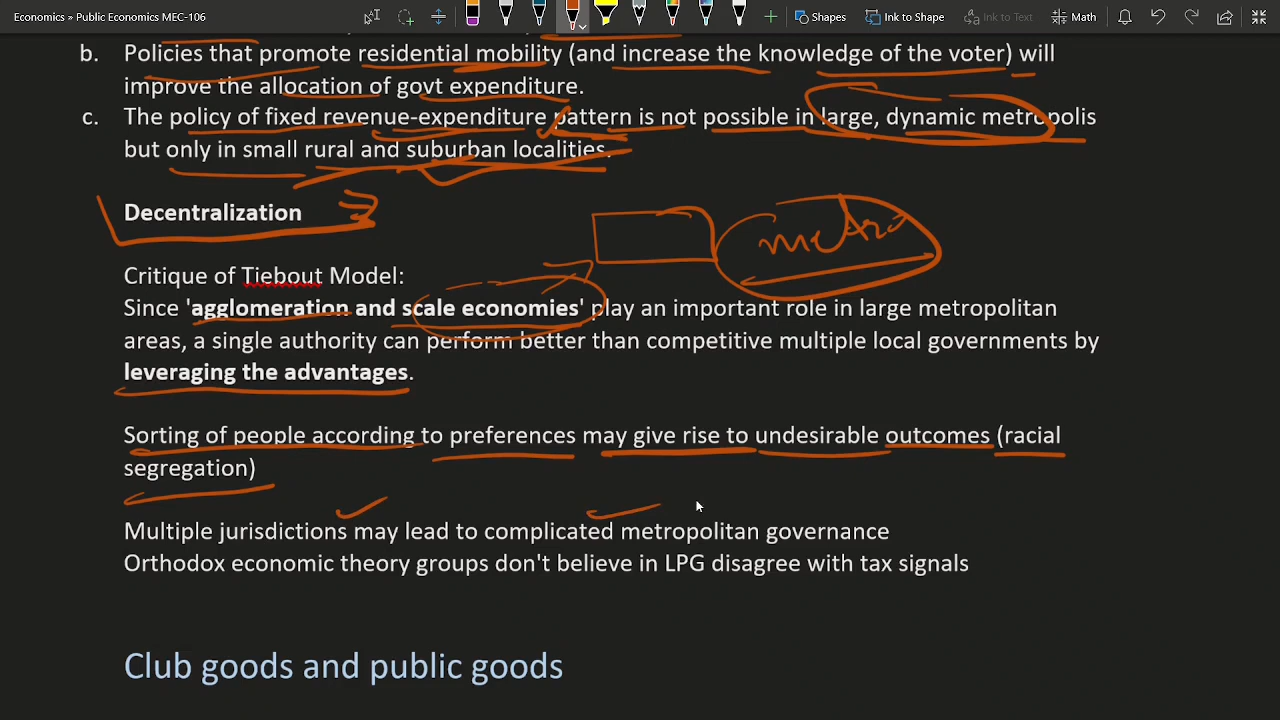 Economics » Public Economics MEC-106
Shapes
Ink to Shape
Ink to Text
Math
b. Policies that promote residential mobility (and increase the knowledge of the voter) will
improve the allocation of govt expenditure.
c. The policy of fixed revenue-expenditure pattern is not possible in large, dynamic metropolis
but only in small rural and suburban localities.
Decentralization
metro
Critique of Tiebout Model:
Since 'agglomeration and scale economies' play an important role in large metropolitan
areas, a single authority can perform better than competitive multiple local governments by
leveraging the advantages.
Sorting of people according to preferences may give rise to undesirable outcomes (racial
segregation)
Multiple jurisdictions may lead to complicated metropolitan governance
Orthodox economic theory groups don't believe in LPG disagree with tax signals
Club goods and public goods